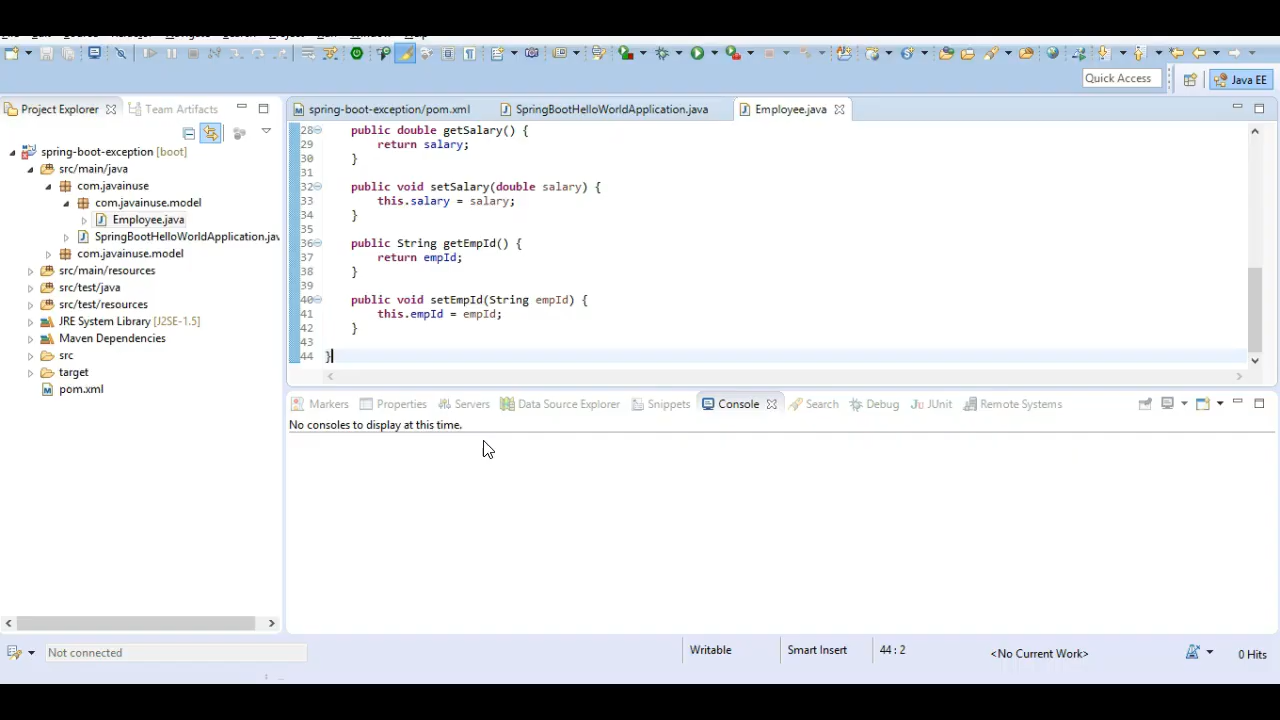 Quick Access
Java EE
Project Explorer
Team Artifacts
spring-boot-exception/pom.xml
SpringBootHelloWorldApplication.java
Employee.java
spring-boot-exception [boot]
src/main/java
com.javainuse
com.javainuse.model
Employee.java
SpringBootHelloWorldApplication.jav
com.javainuse.model
src/main/resources
src/test/java
src/test/resources
JRE System Library [J2SE-1.5]
Maven Dependencies
src
target
pom.xml
28 public double getSalary() {
29 return salary;
30 }
31
32 public void setSalary(double salary) {
33 this.salary = salary;
34 }
35
36 public String getEmpId() {
37 return empId;
38 }
39
40 public void setEmpId(String empId) {
41 this.empId = empId;
42 }
43
44 }
Markers
Properties
Servers
Data Source Explorer
Snippets
Console
Search
Debug
JUnit
Remote Systems
No consoles to display at this time.
Not connected
Writable
Smart Insert
44 : 2
<No Current Work>
0 Hits